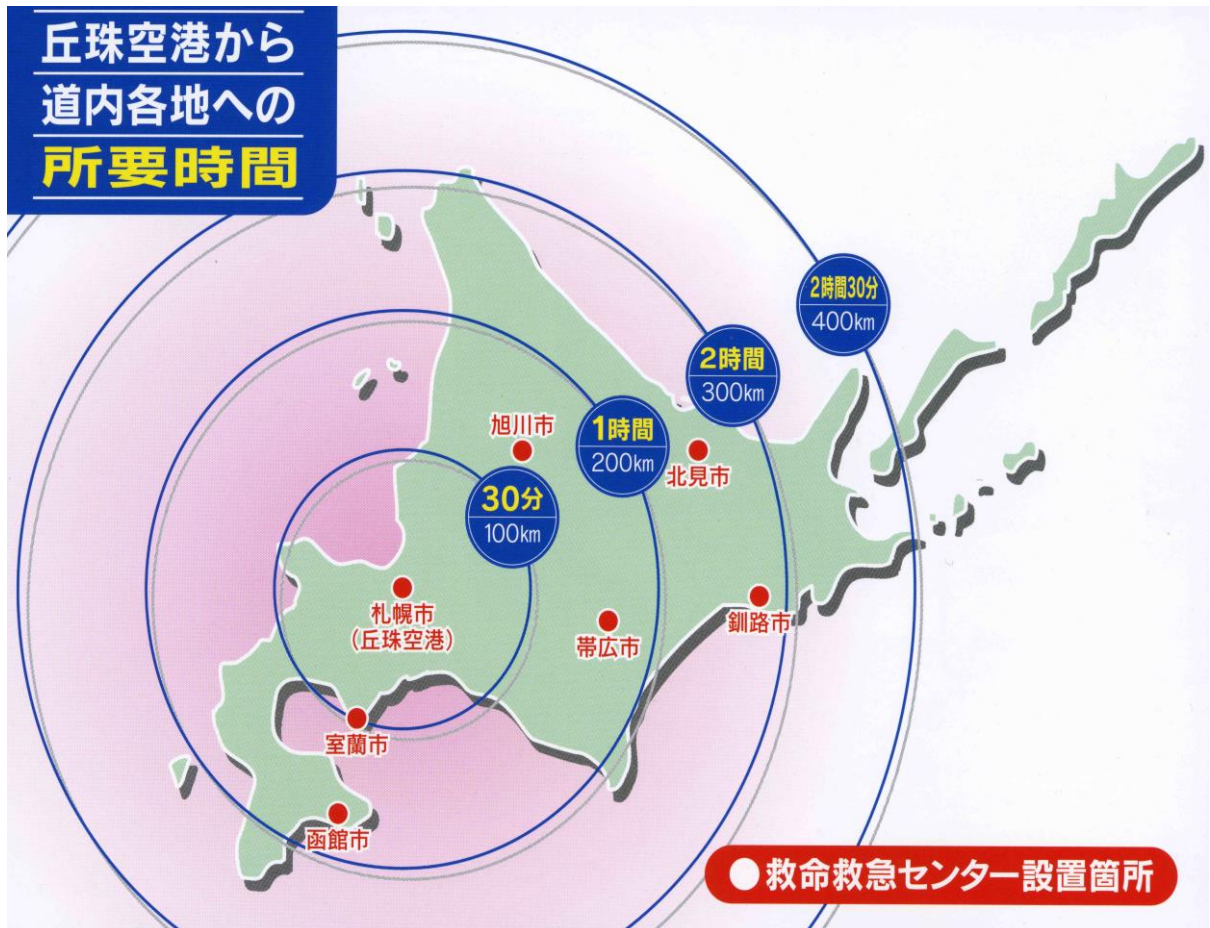 丘珠空港から
道内各地への
所要時間
2時間30分
400km
2時間
300km
1時間
200km
30分
100km
旭川市
北見市
札幌市
(丘珠空港)
帯広市
釧路市
室蘭市
函館市
●救命救急センター設置箇所